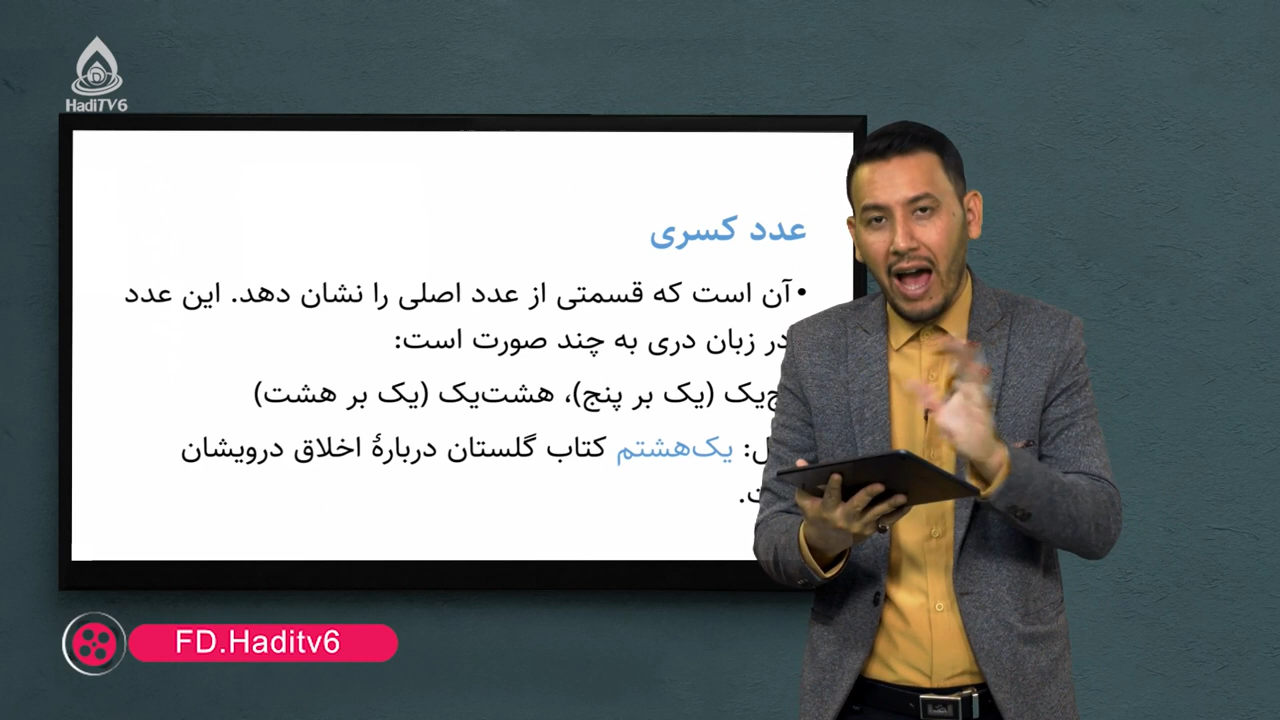 HadiTV6
عدد کسری
•آن است که قسمتی از عدد اصلی را نشان دهد. این عدد
در زبان دری به چند صورت است:
(یک بر پنج)، هشت‌یک (یک بر هشت)
یک‌هشتم کتاب گلستان دربارهٔ اخلاق درویشان
FD.Haditv6